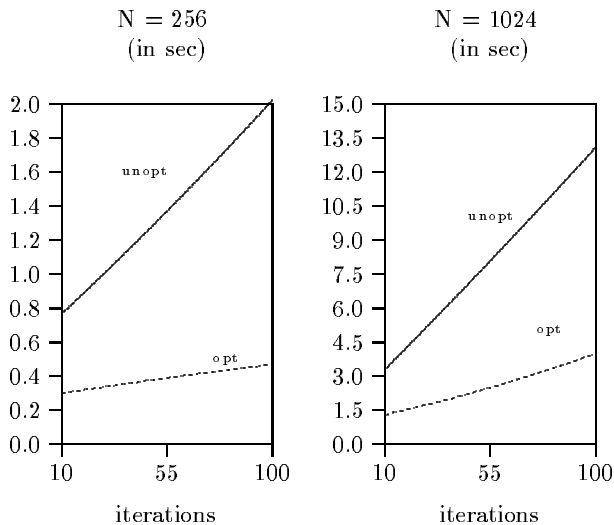 N = 256
(in sec)
2.0
1.8
1.6
1.4
1.2
1.0
0.8
0.6
0.4
0.2
0.0
unopt
opt
10 55 100
iterations
N = 1024
(in sec)
15.0
13.5
12.0
10.5
9.0
7.5
6.0
4.5
3.0
1.5
0.0
unopt
opt
10 55 100
iterations